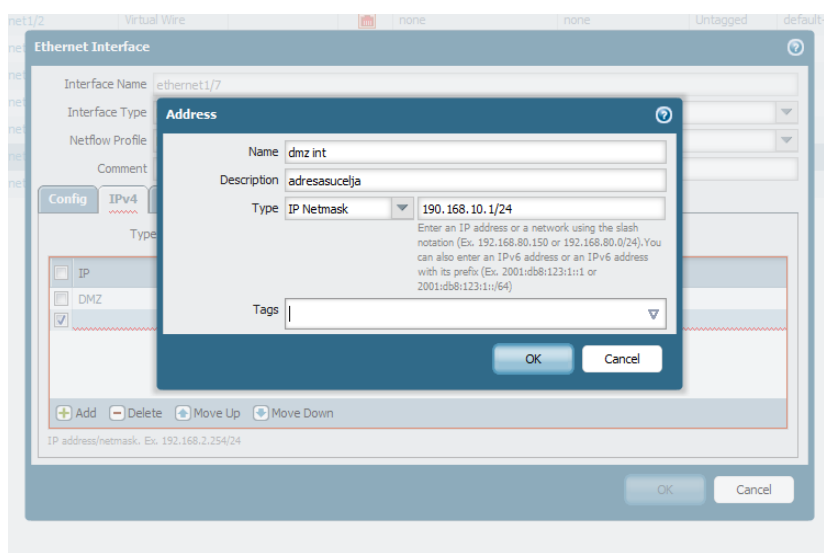 net1/2 Virtual Wire none none Untagged default-
Ethernet Interface
Interface Name ethernet1/7
Interface Type
Netflow Profile
Comment
Config IPv4
Type
IP
DMZ
Address
Name dmz int
Description adresasucelja
Type IP Netmask 190.168.10.1/24
Enter an IP address or a network using the slash
notation (Ex. 192.168.80.150 or 192.168.80.0/24).You
can also enter an IPv6 address or an IPv6 address
with its prefix (Ex. 2001:db8:123:1::1 or
2001:db8:123:1::/64)
Tags
OK Cancel
Add Delete Move Up Move Down
IP address/netmask. Ex. 192.168.2.254/24
OK Cancel